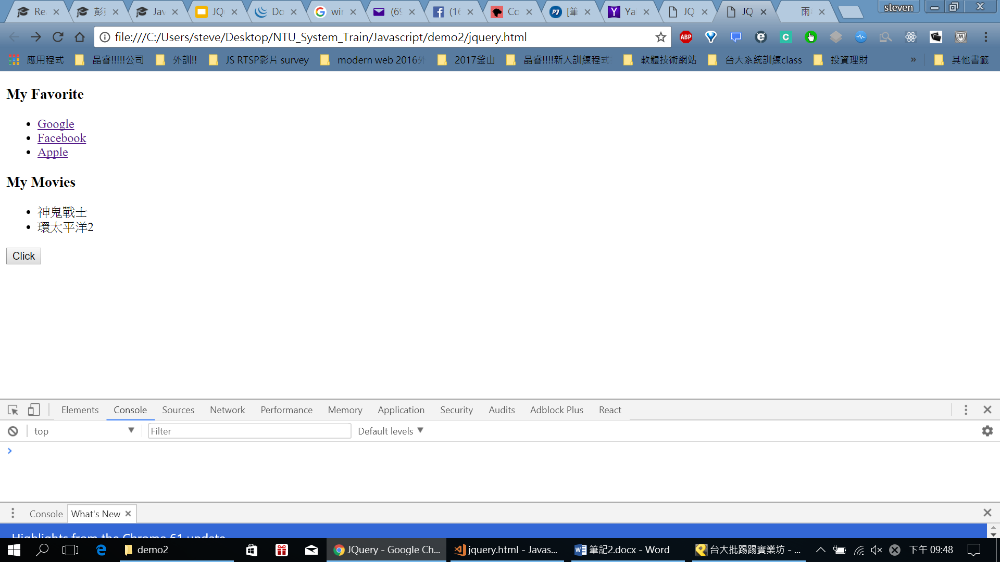 Re 彭 Jav JQ Do wir (69 (16 Co [筆 Ya JQ JQ 雨 steven
file:///C:/Users/steve/Desktop/NTU_System_Train/Javascript/demo2/jquery.html ABP
應用程式 晶睿!!!!!公司 外訓!! JS RTSP影片 survey modern web 2016外 2017釜山 晶睿!!!!新人訓練程式 軟體技術網站 台大系統訓練class 投資理財 » 其他書籤
My Favorite
Google
Facebook
Apple
My Movies
神鬼戰士
環太平洋2
Click
Elements Console Sources Network Performance Memory Application Security Audits Adblock Plus React
top Filter Default levels
Console What's New
Highlights from the Chrome 61 update
demo2 JQuery - Google Ch... jquery.html - Javas... 筆記2.docx - Word 台大批踢踢實業坊 - ... 下午 09:48